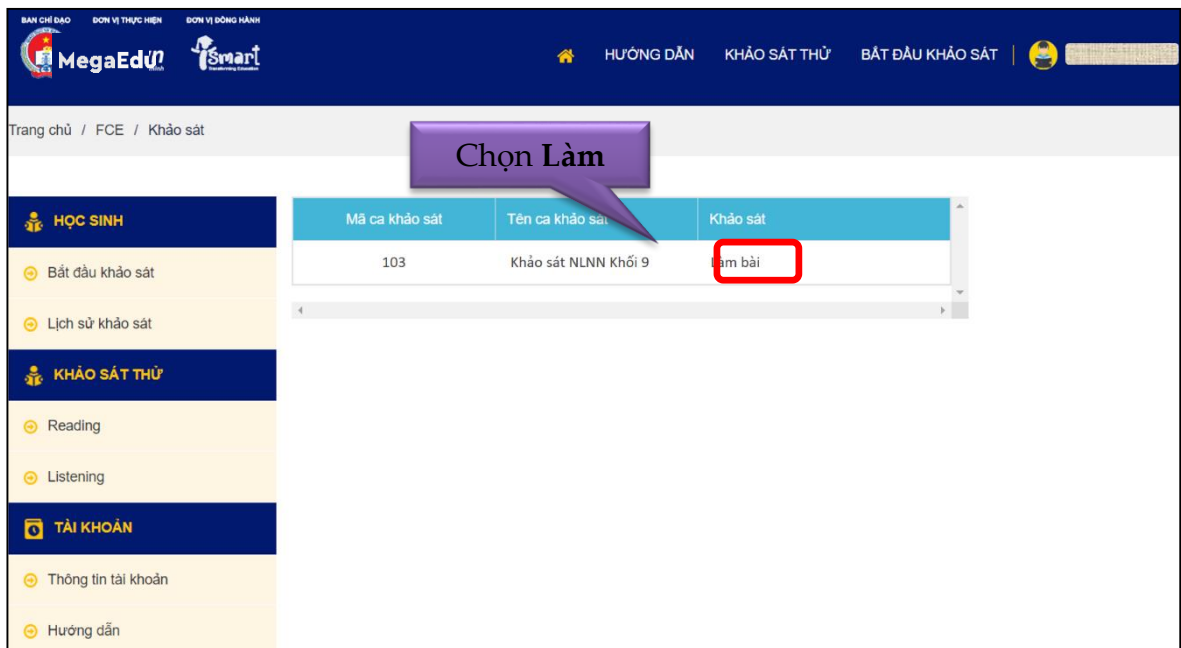 BAN CHỈ ĐẠO ĐƠN VỊ THỰC HIỆN ĐƠN VỊ ĐỒNG HÀNH
MegaEdu iSmart
Transforming Education
HƯỚNG DẪN KHẢO SÁT THỬ BẮT ĐẦU KHẢO SÁT
Trang chủ / FCE / Khảo sát
Chọn Làm
HỌC SINH
Bắt đầu khảo sát
Lịch sử khảo sát
KHẢO SÁT THỬ
Reading
Listening
TÀI KHOẢN
Thông tin tài khoản
Hướng dẫn
Mã ca khảo sát Tên ca khảo sát Khảo sát
103 Khảo sát NLNN Khối 9 Làm bài